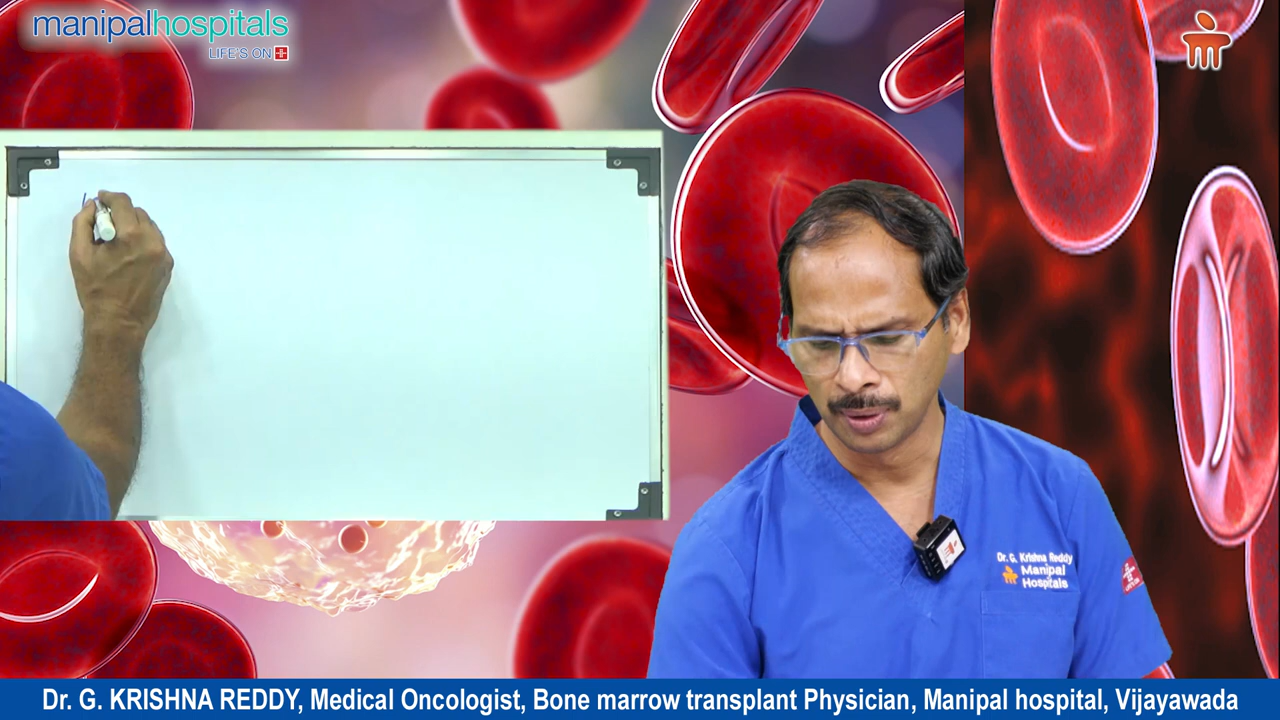 manipalhospitals
LIFE'S ON
Dr. G. Krishna Reddy
Manipal
Hospitals
Dr. G. KRISHNA REDDY, Medical Oncologist, Bone marrow transplant Physician, Manipal hospital, Vijayawada